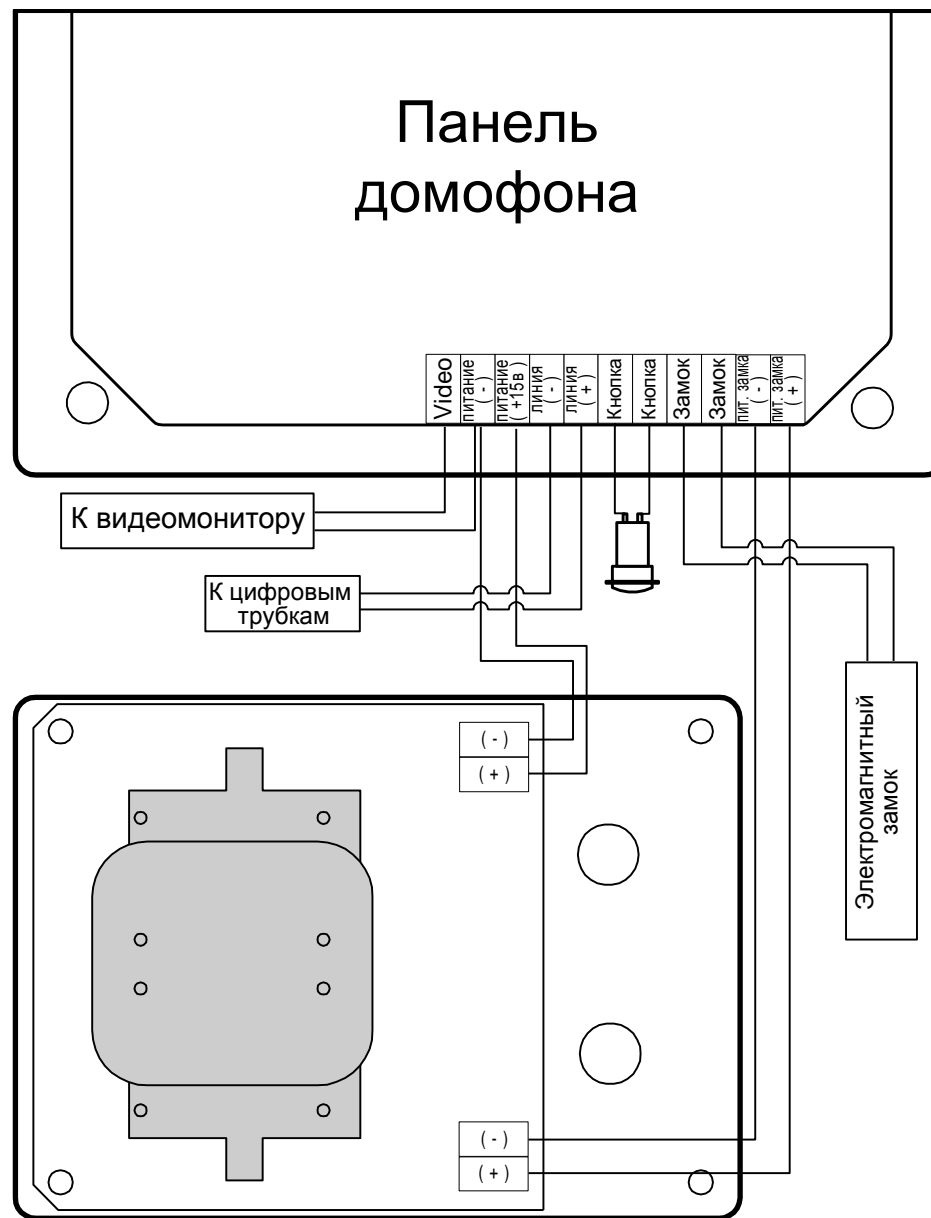 Панель
домофона
Video
питание
( - )
питание
( +15в )
линия
( - )
линия
( + )
Кнопка
Кнопка
Замок
Замок
пит. замка
( - )
пит. замка
( + )
К видеомонитору
К цифровым
трубкам
Электромагнитный
замок
( - )
( + )
( - )
( + )